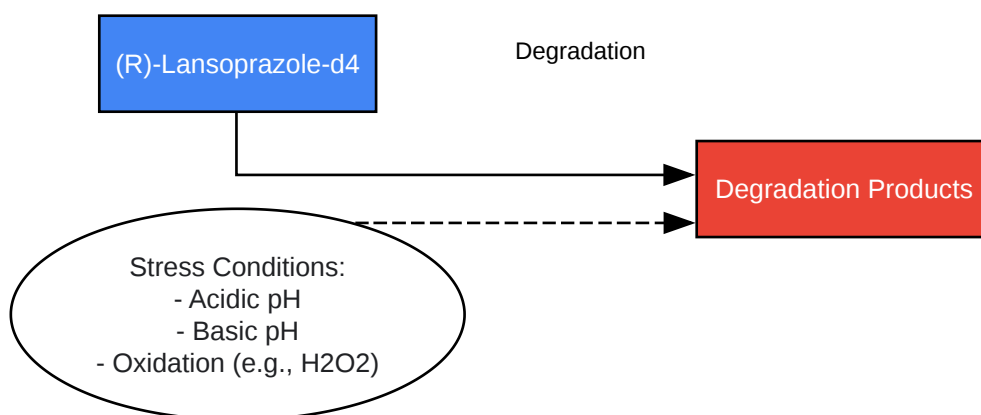 (R)-Lansoprazole-d4
Degradation
Degradation Products
Stress Conditions:
- Acidic pH
- Basic pH
- Oxidation (e.g., H2O2)